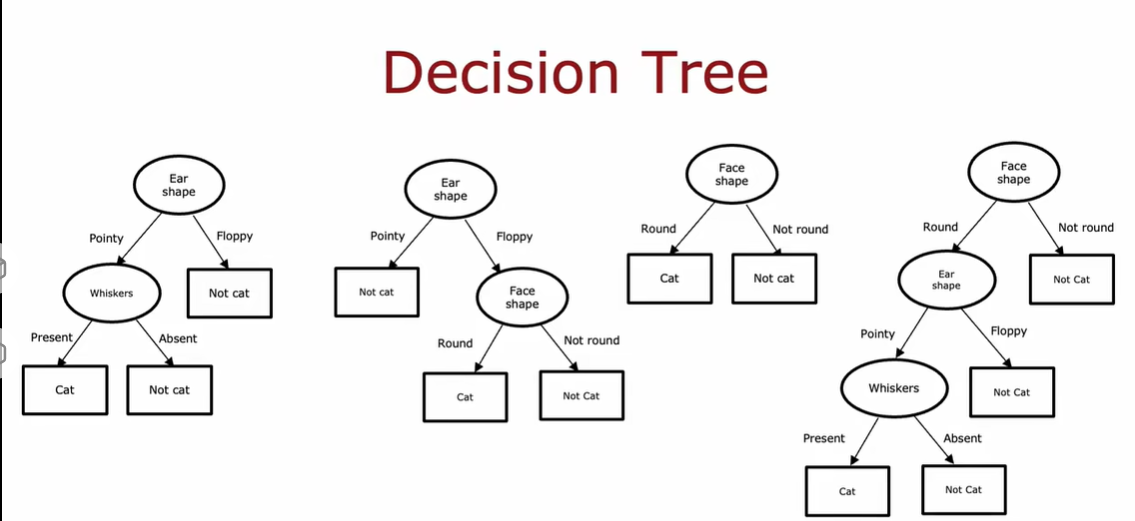 Decision Tree
Ear
shape
Pointy
Floppy
Whiskers
Not cat
Present
Absent
Cat
Not cat
Ear
shape
Pointy
Floppy
Not cat
Face
shape
Round
Not round
Cat
Not Cat
Face
shape
Round
Not round
Cat
Not cat
Face
shape
Round
Not round
Ear
shape
Not Cat
Pointy
Floppy
Whiskers
Not Cat
Present
Absent
Cat
Not Cat